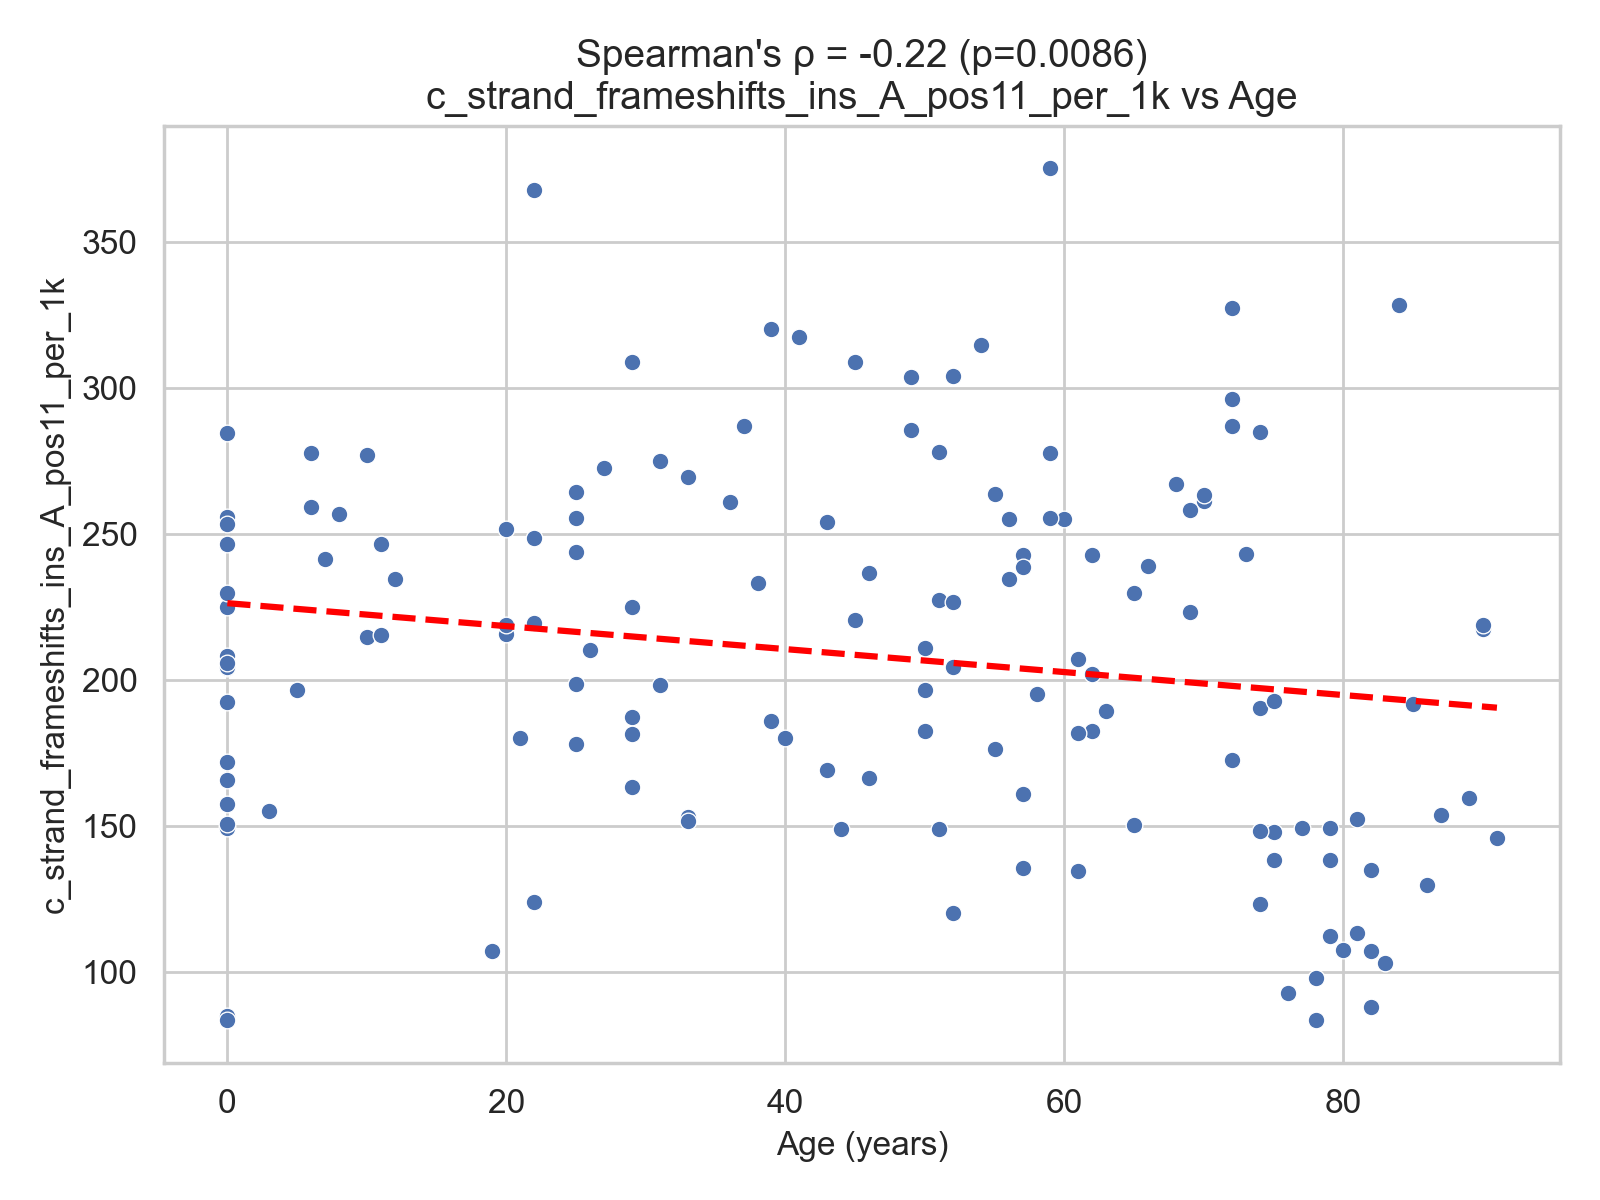 Spearman's ρ = -0.22 (p=0.0086)
c_strand_frameshifts_ins_A_pos11_per_1k vs Age
c_strand_frameshifts_ins_A_pos11_per_1k
350
300
250
200
150
100
0 20 40 60 80
Age (years)